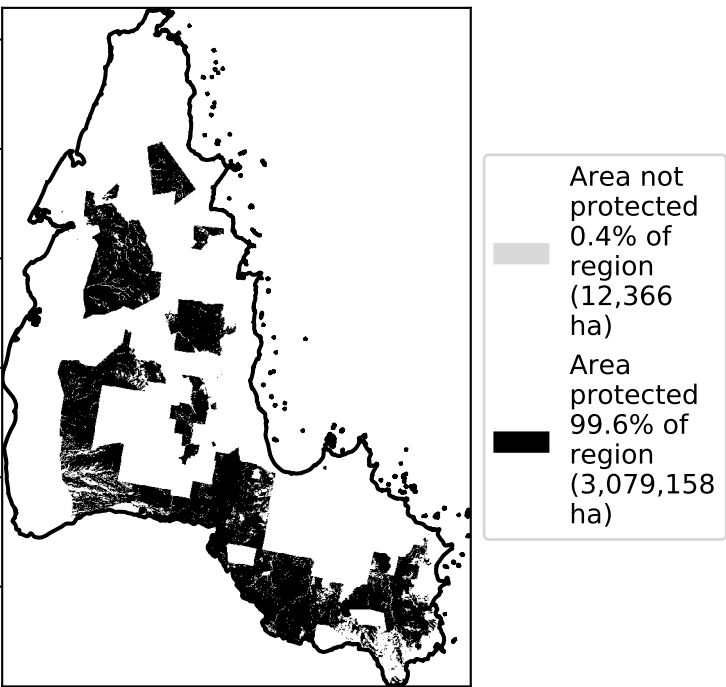 Area not
protected
0.4% of
region
(12,366
ha)
Area
protected
99.6% of
region
(3,079,158
ha)